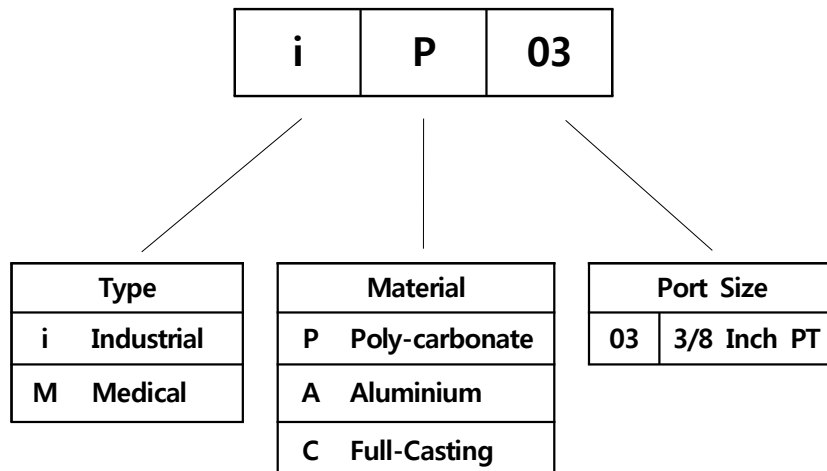 i P 03
Type
i Industrial
M Medical
Material
P Poly-carbonate
A Aluminium
C Full-Casting
Port Size
03 3/8 Inch PT